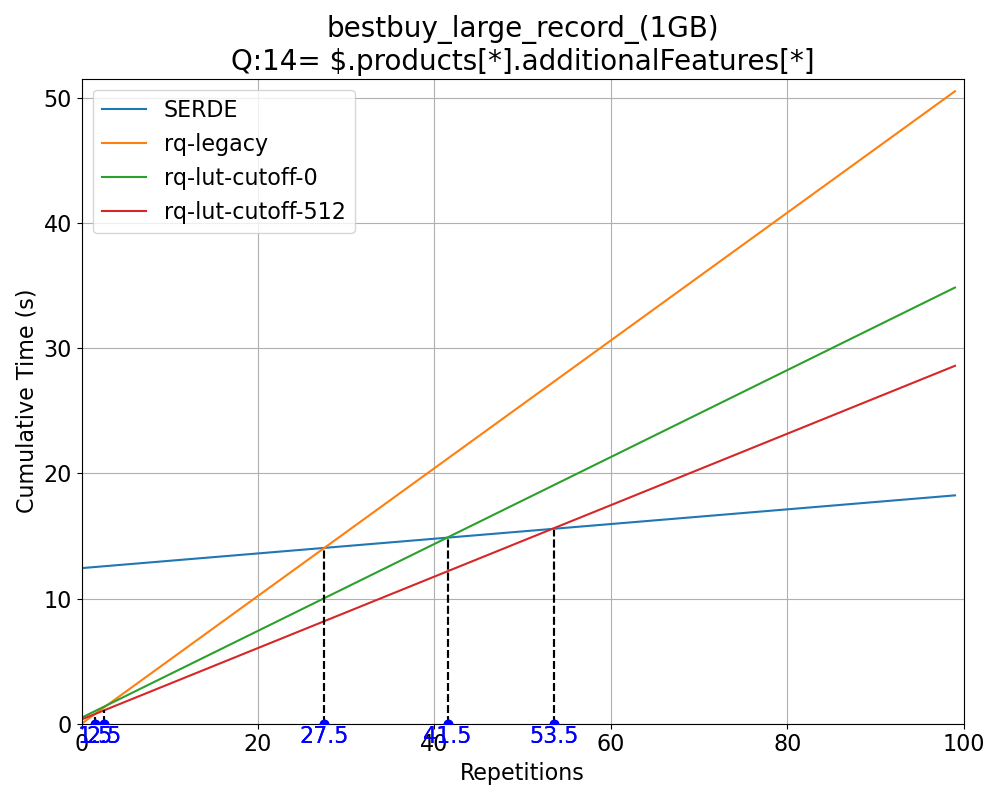 bestbuy_large_record_(1GB)
Q:14= $.products[*].additionalFeatures[*]
SERDE
rq-legacy
rq-lut-cutoff-0
rq-lut-cutoff-512
Cumulative Time (s)
50
40
30
20
10
0
0 20 40 60 80 100
27.5 41.5 53.5
Repetitions